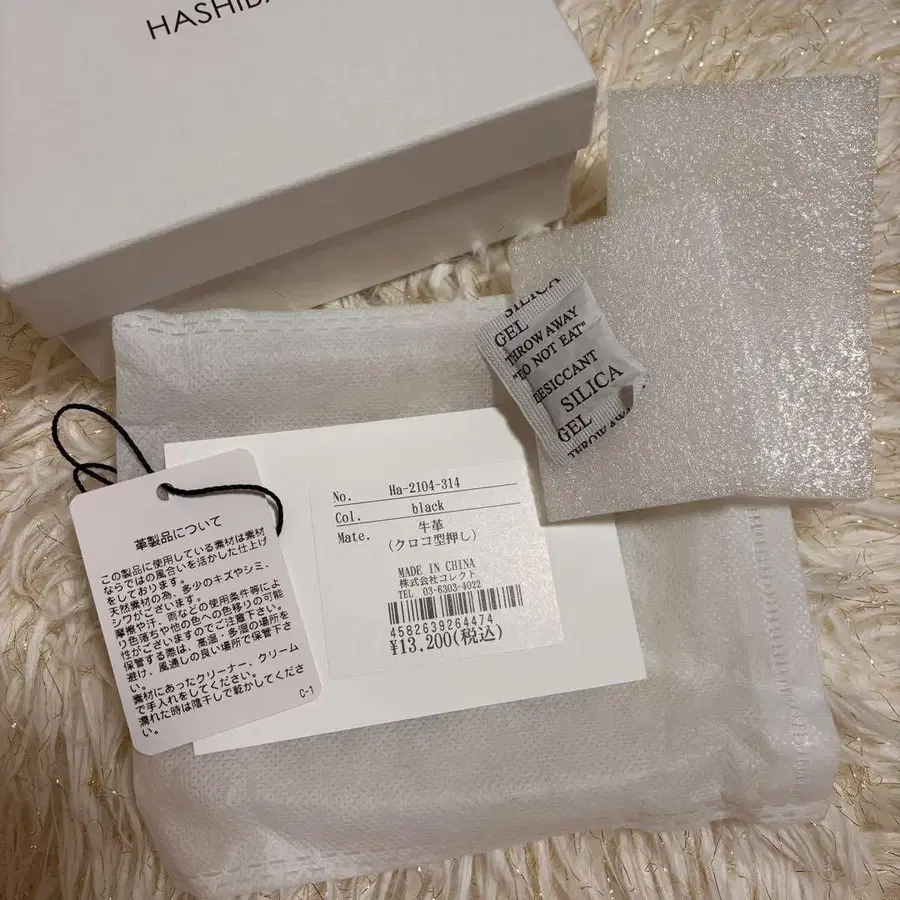 HASHIBA
SILICA
GEL
THROW AWAY
"DO NOT EAT"
DESICCANT
SILICA
GEL
THROW AWAY
革製品について
この製品に使用している素材は素材
ならではの風合いを活かした仕上げ
をしております。
天然素材の為、多少のキズやシミ、
シワがございます。
摩擦や汗、雨などの使用条件等によ
り色落ちや他の色への色移りの可能
性がございますのでご注意下さい。
保管する際は、高温、多湿の場所を
避け、風通しの良い場所で保管下さ
い。
素材にあったクリーナー、クリーム
で手入れをしてください。
濡れた時は陰干しで乾かしてくださ
い。
C-1
No. Ha-2104-314
Col. black
Mate. 牛革
(クロコ型押し)
MADE IN CHINA
株式会社コレクト
TEL 03-6303-4022
4582639264474
¥13,200(税込)